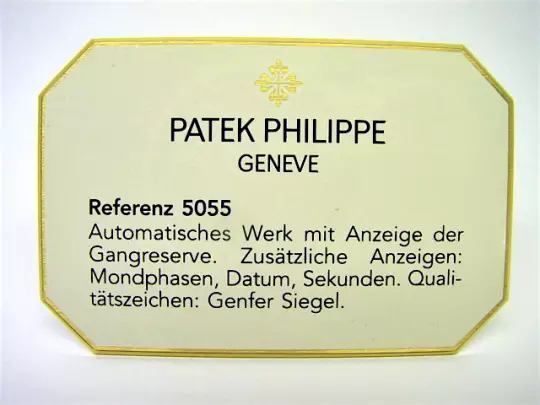 PATEK PHILIPPE
GENEVE
Referenz 5055
Automatisches Werk mit Anzeige der
Gangreserve. Zusätzliche Anzeigen:
Mondphasen, Datum, Sekunden. Quali-
tätszeichen: Genfer Siegel.